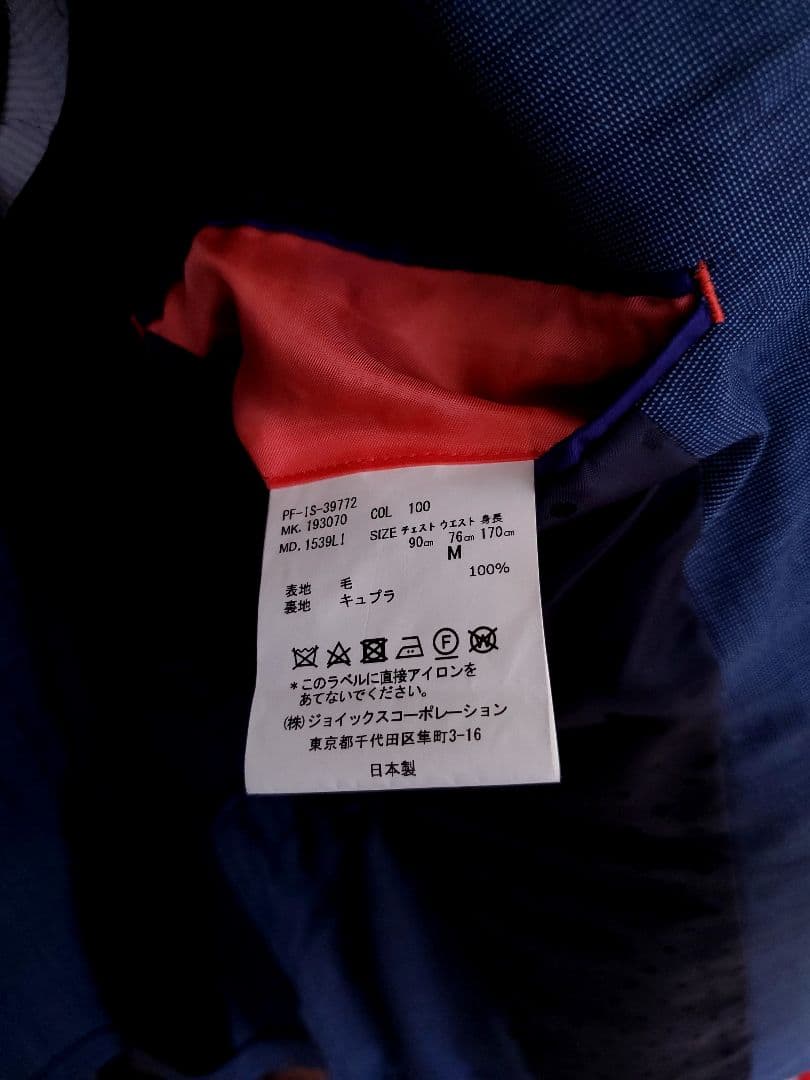 PF-IS-39772
MK. 193070 COL 100
MD. 1539LI SIZE チェスト ウエスト 身長
90cm 76cm 170cm
M
100%
表地 毛
裏地 キュプラ
F W
*このラベルに直接アイロンを
あてないでください。
(株)ジョイックスコーポレーション
東京都千代田区隼町3-16
日本製